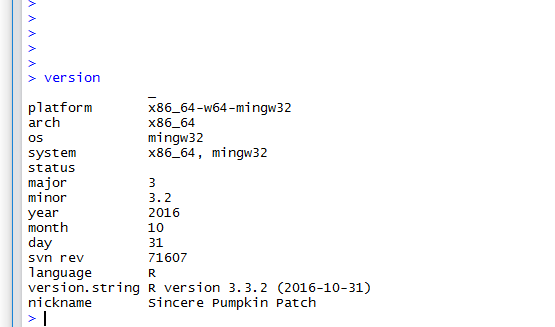 >
>
>
>
>
> version
_
platform x86_64-w64-mingw32
arch x86_64
os mingw32
system x86_64, mingw32
status
major 3
minor 3.2
year 2016
month 10
day 31
svn rev 71607
language R
version.string R version 3.3.2 (2016-10-31)
nickname Sincere Pumpkin Patch
>